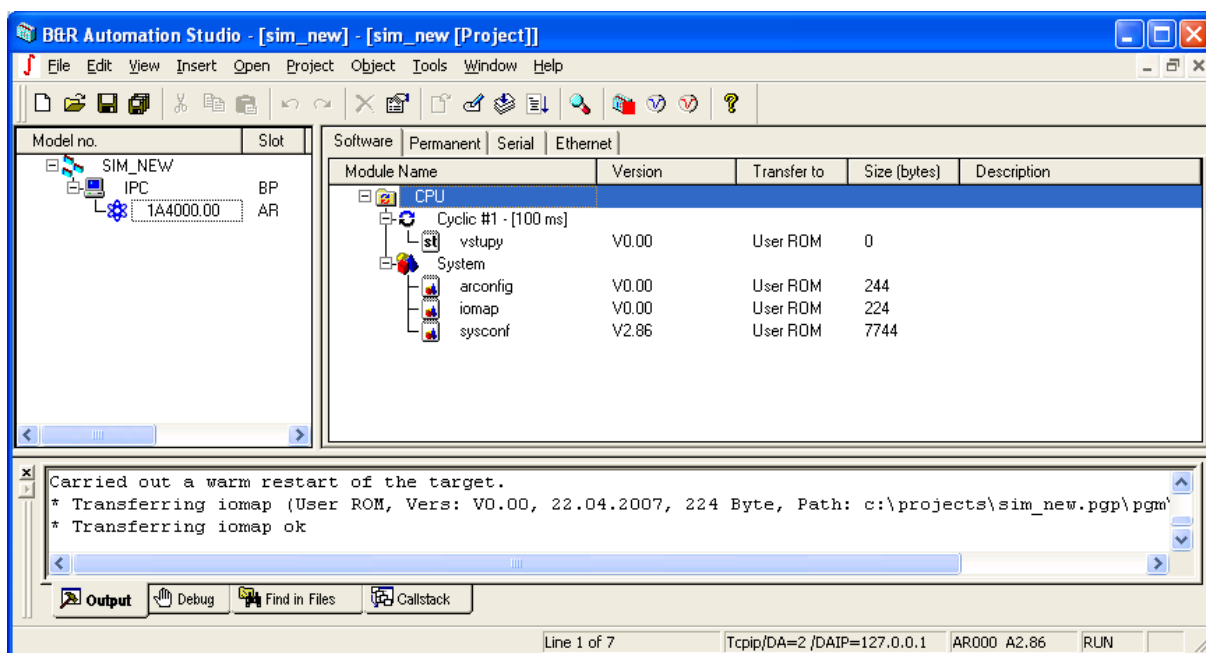 B&R Automation Studio - [sim_new] - [sim_new [Project]]
File Edit View Insert Open Project Object Tools Window Help
Model no. Slot
SIM_NEW
IPC BP
1A4000.00 AR
Software Permanent Serial Ethernet
Module Name Version Transfer to Size (bytes) Description
CPU
Cyclic #1 - [100 ms]
st vstupy V0.00 User ROM 0
System
arconfig V0.00 User ROM 244
iomap V0.00 User ROM 224
sysconf V2.86 User ROM 7744
Carried out a warm restart of the target.
* Transferring iomap (User ROM, Vers: V0.00, 22.04.2007, 224 Byte, Path: c:\projects\sim_new.pgp\pgm\
* Transferring iomap ok
Output Debug Find in Files Callstack
Line 1 of 7 Tcpip/DA=2 /DAIP=127.0.0.1 AR000 A2.86 RUN